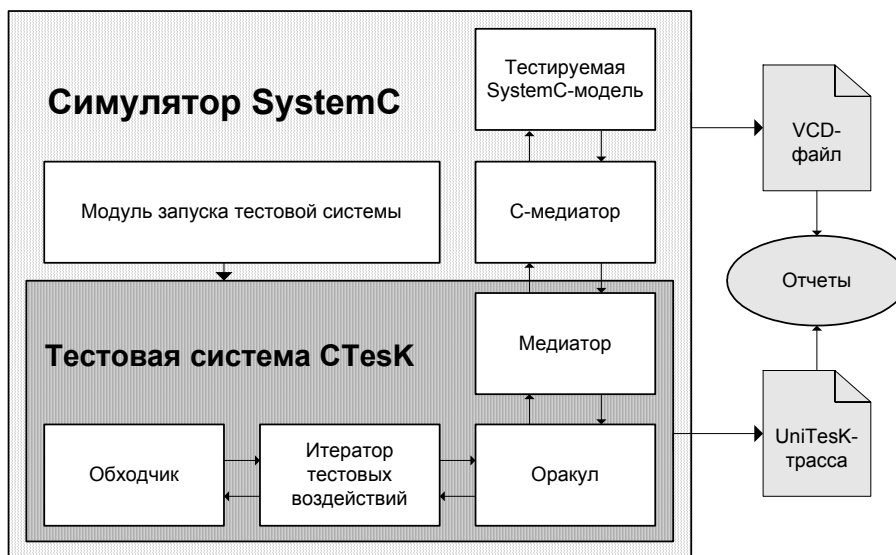 Симулятор SystemC
Тестируемая
SystemC-модель
VCD-
файл
Модуль запуска тестовой системы
C-медиатор
Отчеты
Тестовая система CTesK
Медиатор
Обходчик
Итератор
тестовых
воздействий
Оракул
UniTesK-
трасса